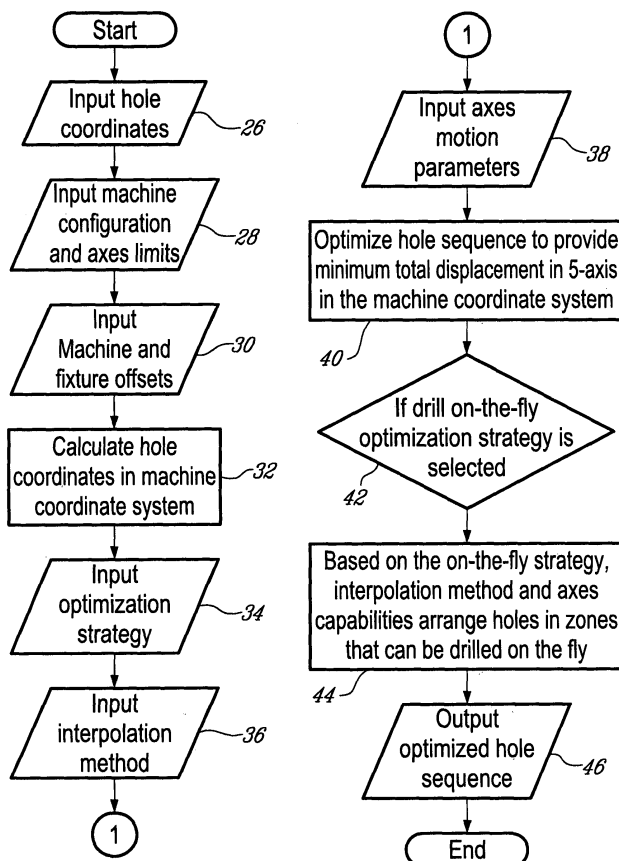 Start
Input hole
coordinates
26
Input machine
configuration
and axes limits
28
Input
Machine and
fixture offsets
30
Calculate hole
coordinates in machine
coordinate system
32
Input
optimization
strategy
34
Input
interpolation
method
36
1
1
Input axes
motion
parameters
38
Optimize hole sequence to provide
minimum total displacement in 5-axis
in the machine coordinate system
40
If drill on-the-fly
optimization strategy is
selected
42
Based on the on-the-fly strategy,
interpolation method and axes
capabilities arrange holes in zones
that can be drilled on the fly
44
Output
optimized hole
sequence
46
End